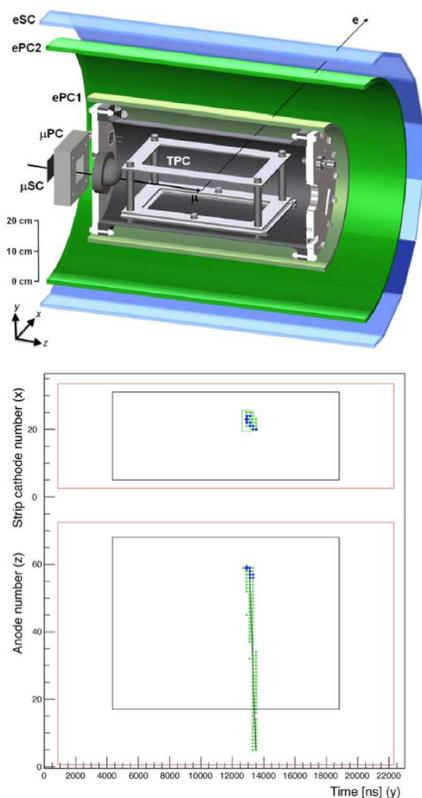 eSC
e
ePC2
ePC1
μPC
TPC
μSC
μ
20 cm
10 cm
0 cm
y
x
z
Strip cathode number (x)
20
0
Anode number (z)
60
40
20
0
0 2000 4000 6000 8000 10000 12000 14000 16000 18000 20000 22000
Time [ns] (y)